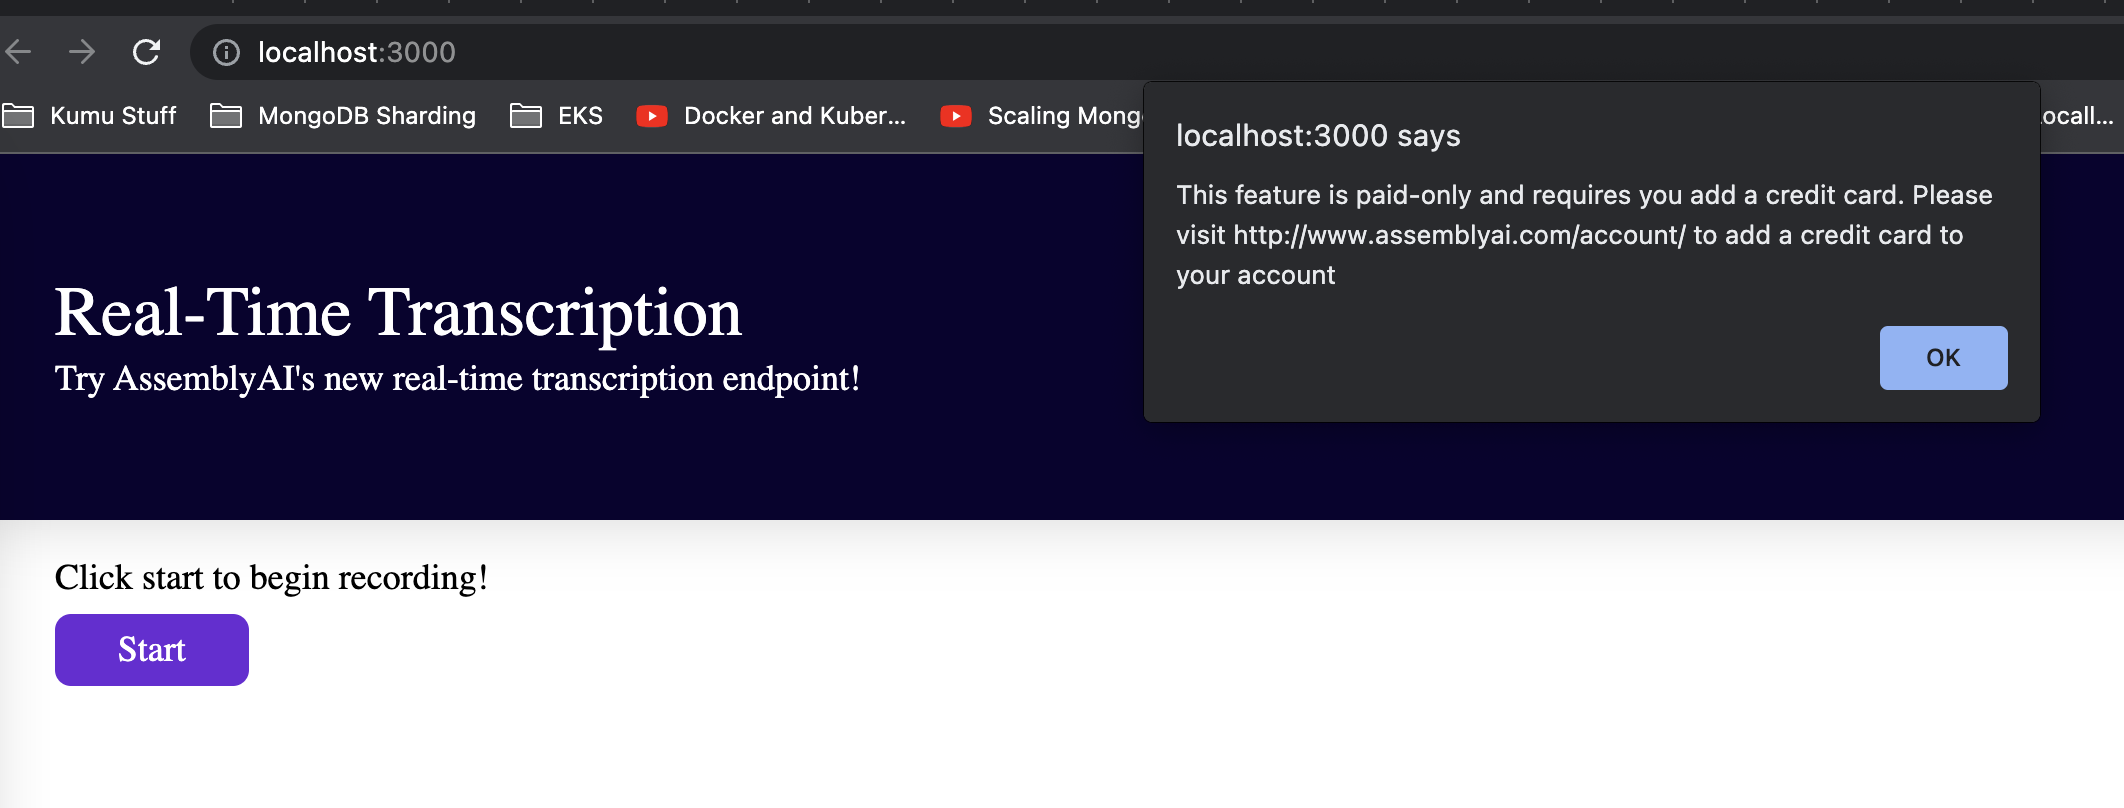 localhost:3000
Kumu Stuff MongoDB Sharding EKS Docker and Kuber... Scaling Mong ocall...
localhost:3000 says
This feature is paid-only and requires you add a credit card. Please
visit http://www.assemblyai.com/account/ to add a credit card to
your account
OK
Real-Time Transcription
Try AssemblyAI's new real-time transcription endpoint!
Click start to begin recording!
Start